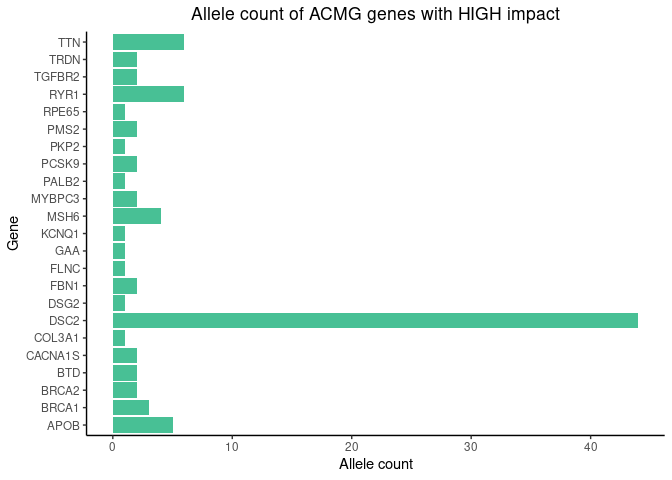 Allele count of ACMG genes with HIGH impact
Gene
TTN
TRDN
TGFBR2
RYR1
RPE65
PMS2
PKP2
PCSK9
PALB2
MYBPC3
MSH6
KCNQ1
GAA
FLNC
FBN1
DSG2
DSC2
COL3A1
CACNA1S
BTD
BRCA2
BRCA1
APOB
0 10 20 30 40
Allele count